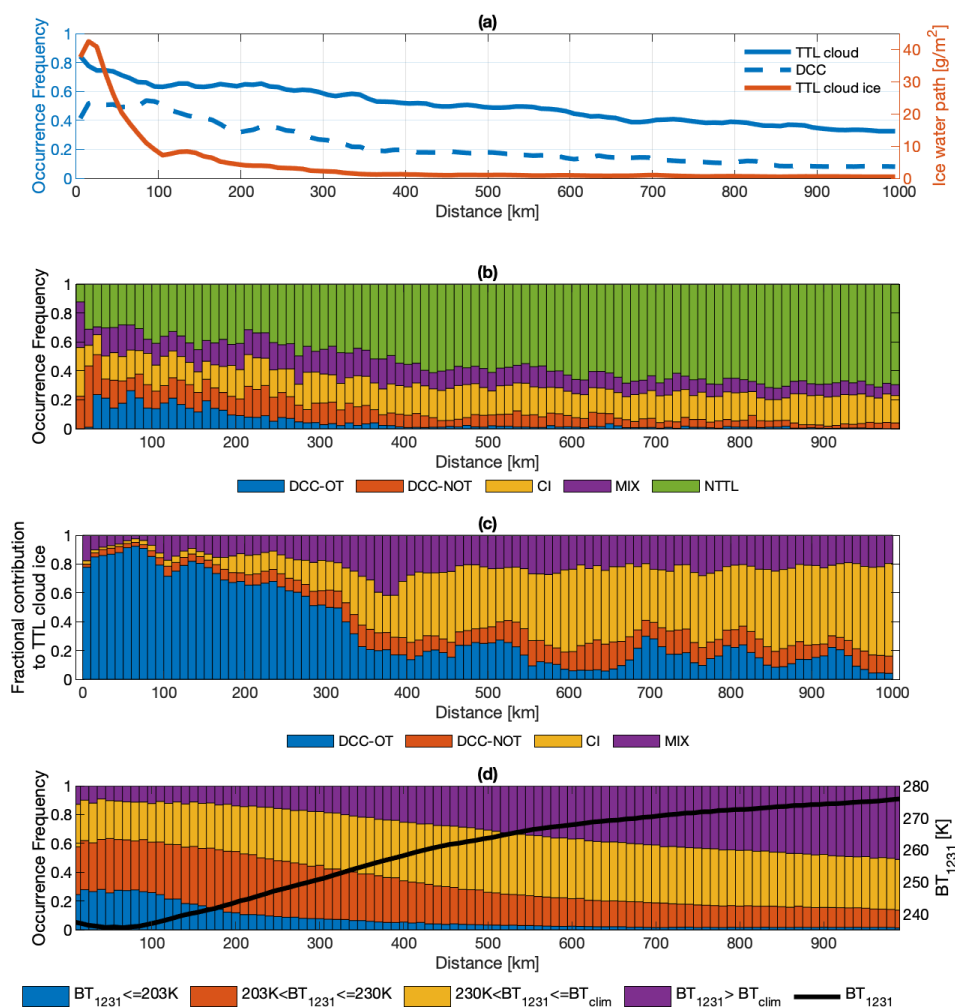 (a)
Occurrence Frequency
1
0.8
0.6
0.4
0.2
0
TTL cloud
DCC
TTL cloud ice
40
30
20
10
0
Ice water path [g/m²]
0 100 200 300 400 500 600 700 800 900 1000
Distance [km]
(b)
Occurrence Frequency
1
0.8
0.6
0.4
0.2
0
100 200 300 400 500 600 700 800 900
Distance [km]
DCC-OT DCC-NOT CI MIX NTTL
(c)
Fractional contribution
to TTL cloud ice
1
0.8
0.6
0.4
0.2
0
0 100 200 300 400 500 600 700 800 900 1000
Distance [km]
DCC-OT DCC-NOT CI MIX
(d)
Occurrence Frequency
1
0.8
0.6
0.4
0.2
0
280
270
260
250
240
BT₁₂₃₁ [K]
100 200 300 400 500 600 700 800 900
Distance [km]
BT₁₂₃₁<=203K 203K<BT₁₂₃₁<=230K 230K<BT₁₂₃₁<=BT_clim BT₁₂₃₁> BT_clim BT₁₂₃₁